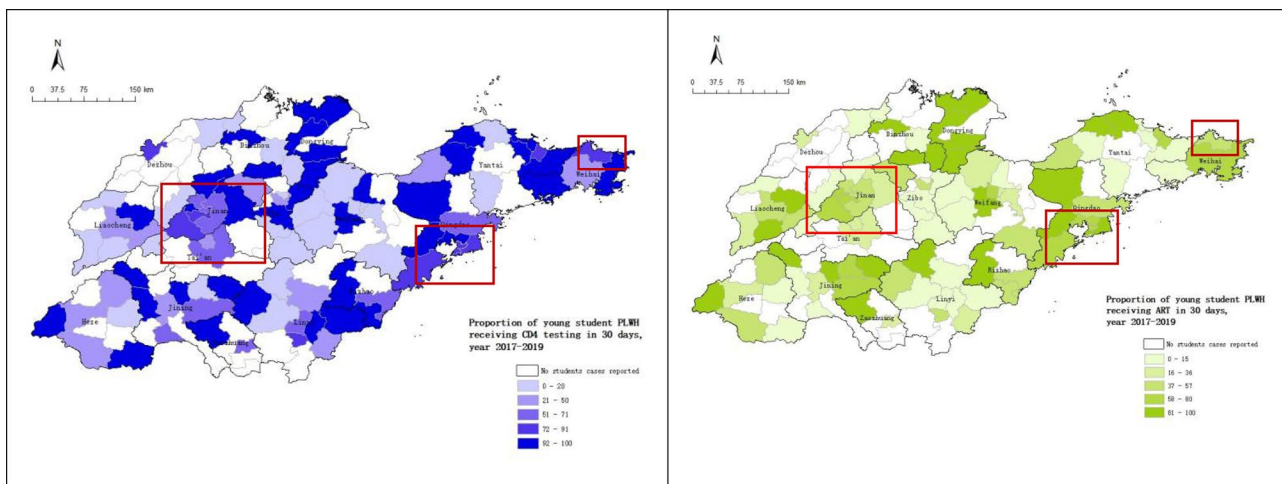 N
0 37.5 75 150 km
Dezhou
Binzhou
Dongying
Yantai
Weihai
Jinan
Liaocheng
Qingdao
Tai'an
Jining
Rizhao
Heze
Linyi
Zaozhuang
Proportion of young student PLWH
receiving CD4 testing in 30 days,
year 2017-2019
No students cases reported
0 - 20
21 - 50
51 - 71
72 - 91
92 - 100
N
0 37.5 75 150 km
Dezhou
Binzhou
Dongying
Yantai
Weihai
Jinan
Zibo
Weifang
Liaocheng
Qingdao
Tai'an
Rizhao
Jining
Heze
Linyi
Zaozhuang
Proportion of young student PLWH
receiving ART in 30 days,
year 2017-2019
No students cases reported
0 - 15
16 - 36
37 - 57
58 - 80
81 - 100